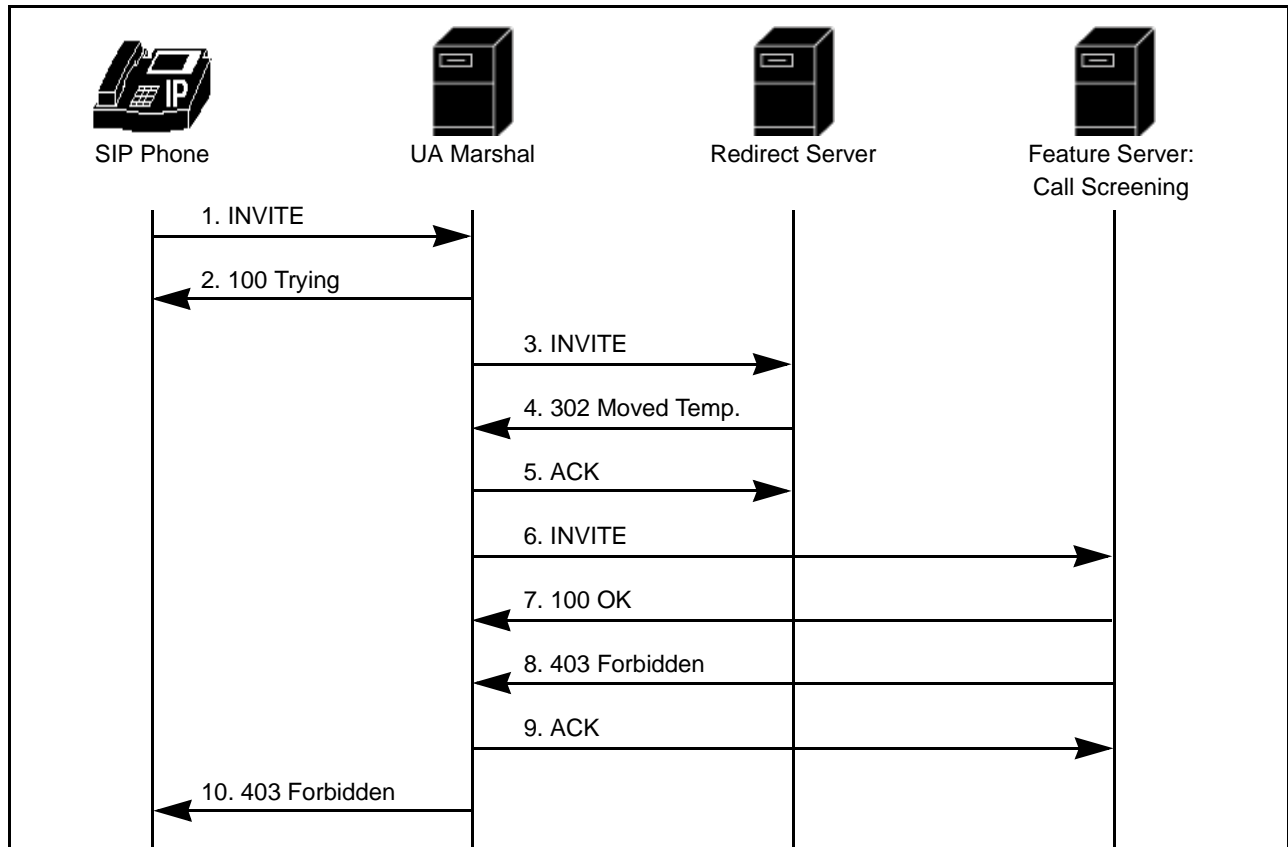 IP
SIP Phone
UA Marshal
Redirect Server
Feature Server:
Call Screening
1. INVITE
2. 100 Trying
3. INVITE
4. 302 Moved Temp.
5. ACK
6. INVITE
7. 100 OK
8. 403 Forbidden
9. ACK
10. 403 Forbidden